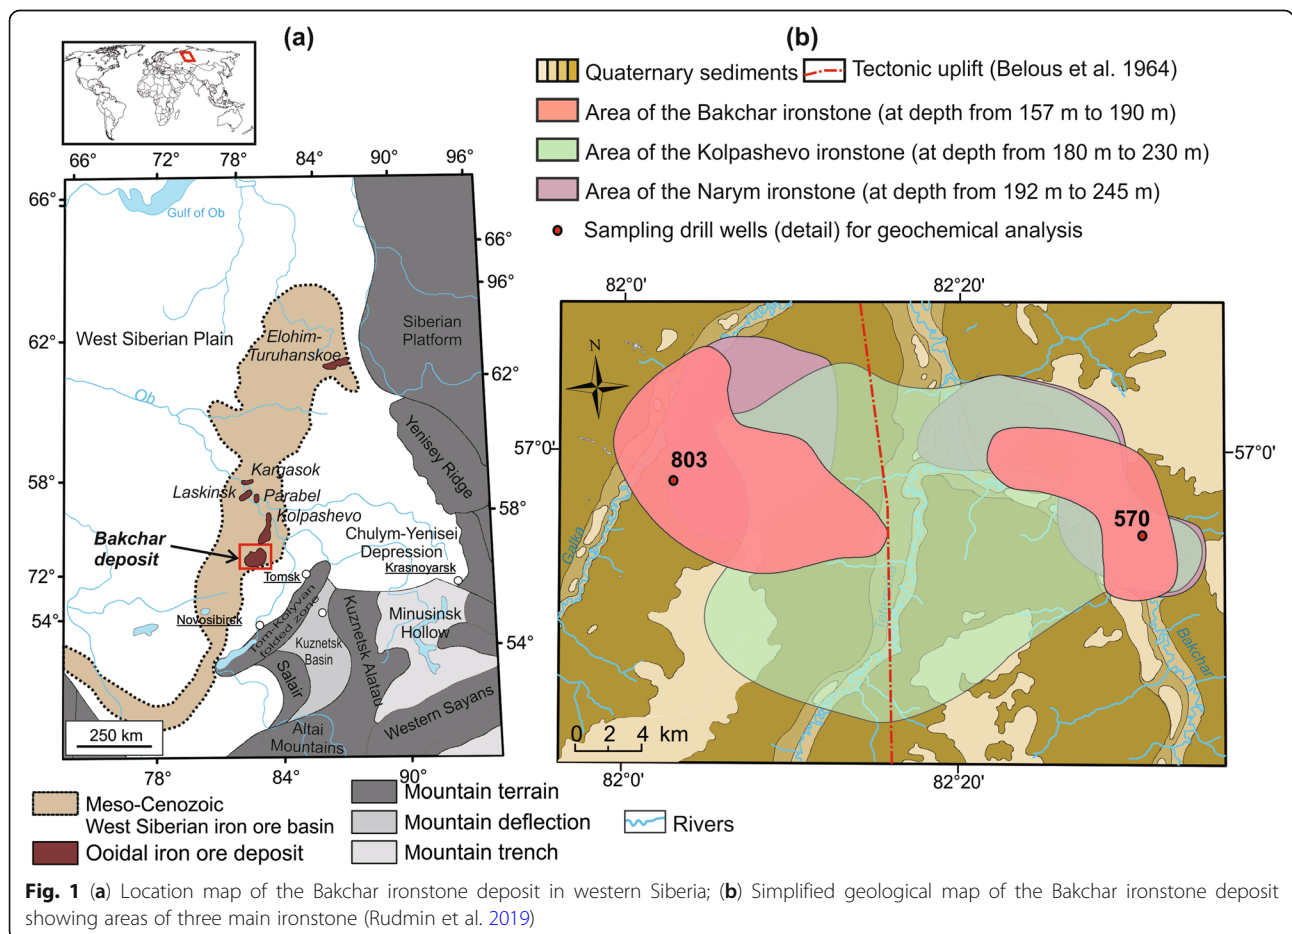 (a)
66°
72°
78°
84°
90°
96°
66°
Gulf of Ob
66°
96°
West Siberian Plain
Elohim-
Turuhanskoe
Siberian
Platform
62°
62°
Ob
Yenisey Ridge
Kargasok
58°
Laskinsk
Parabel
Kolpashevo
58°
Bakchar
deposit
Chulym-Yenisei
Depression
Krasnoyarsk
72°
Tomsk
54°
Novosibirsk
Tom-Kolyvan
folded zone
Kuznetsk
Basin
Kuznetsk Alatau
Minusinsk
Hollow
54°
Salair
Altai
Mountains
Western Sayans
250 km
78°
84°
90°
Meso-Cenozoic
West Siberian iron ore basin
Ooidal iron ore deposit
Mountain terrain
Mountain deflection
Mountain trench
Rivers
(b)
Quaternary sediments
Tectonic uplift (Belous et al. 1964)
Area of the Bakchar ironstone (at depth from 157 m to 190 m)
Area of the Kolpashevo ironstone (at depth from 180 m to 230 m)
Area of the Narym ironstone (at depth from 192 m to 245 m)
Sampling drill wells (detail) for geochemical analysis
82°0'
82°20'
N
57°0'
57°0'
803
570
Galka
Bakchar
0 2 4 km
82°0'
82°20'
Fig. 1 (a) Location map of the Bakchar ironstone deposit in western Siberia; (b) Simplified geological map of the Bakchar ironstone deposit
showing areas of three main ironstone (Rudmin et al. 2019)